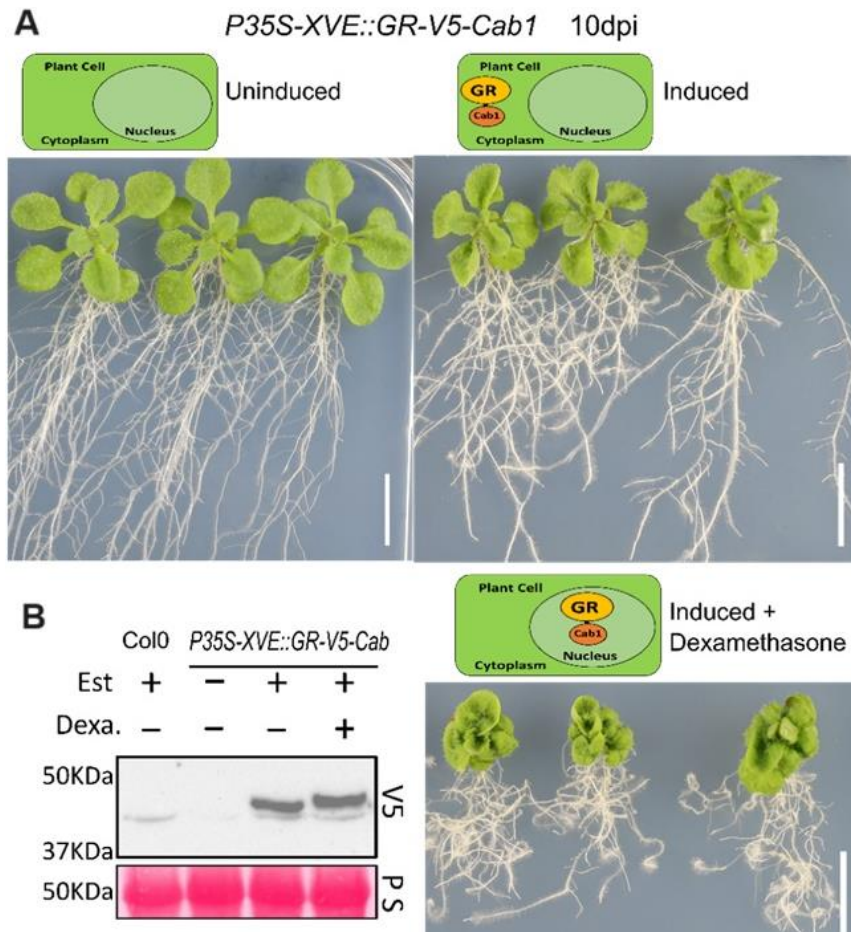 A
P35S-XVE::GR-V5-Cab1 10dpi
Plant Cell
Nucleus
Cytoplasm
Uninduced
Plant Cell
GR
Cab1
Nucleus
Cytoplasm
Induced
B
Col0 P35S-XVE::GR-V5-Cab
Est + − + +
Dexa. − − − +
50KDa
37KDa
V5
50KDa
PS
Plant Cell
GR
Cab1
Nucleus
Cytoplasm
Induced +
Dexamethasone